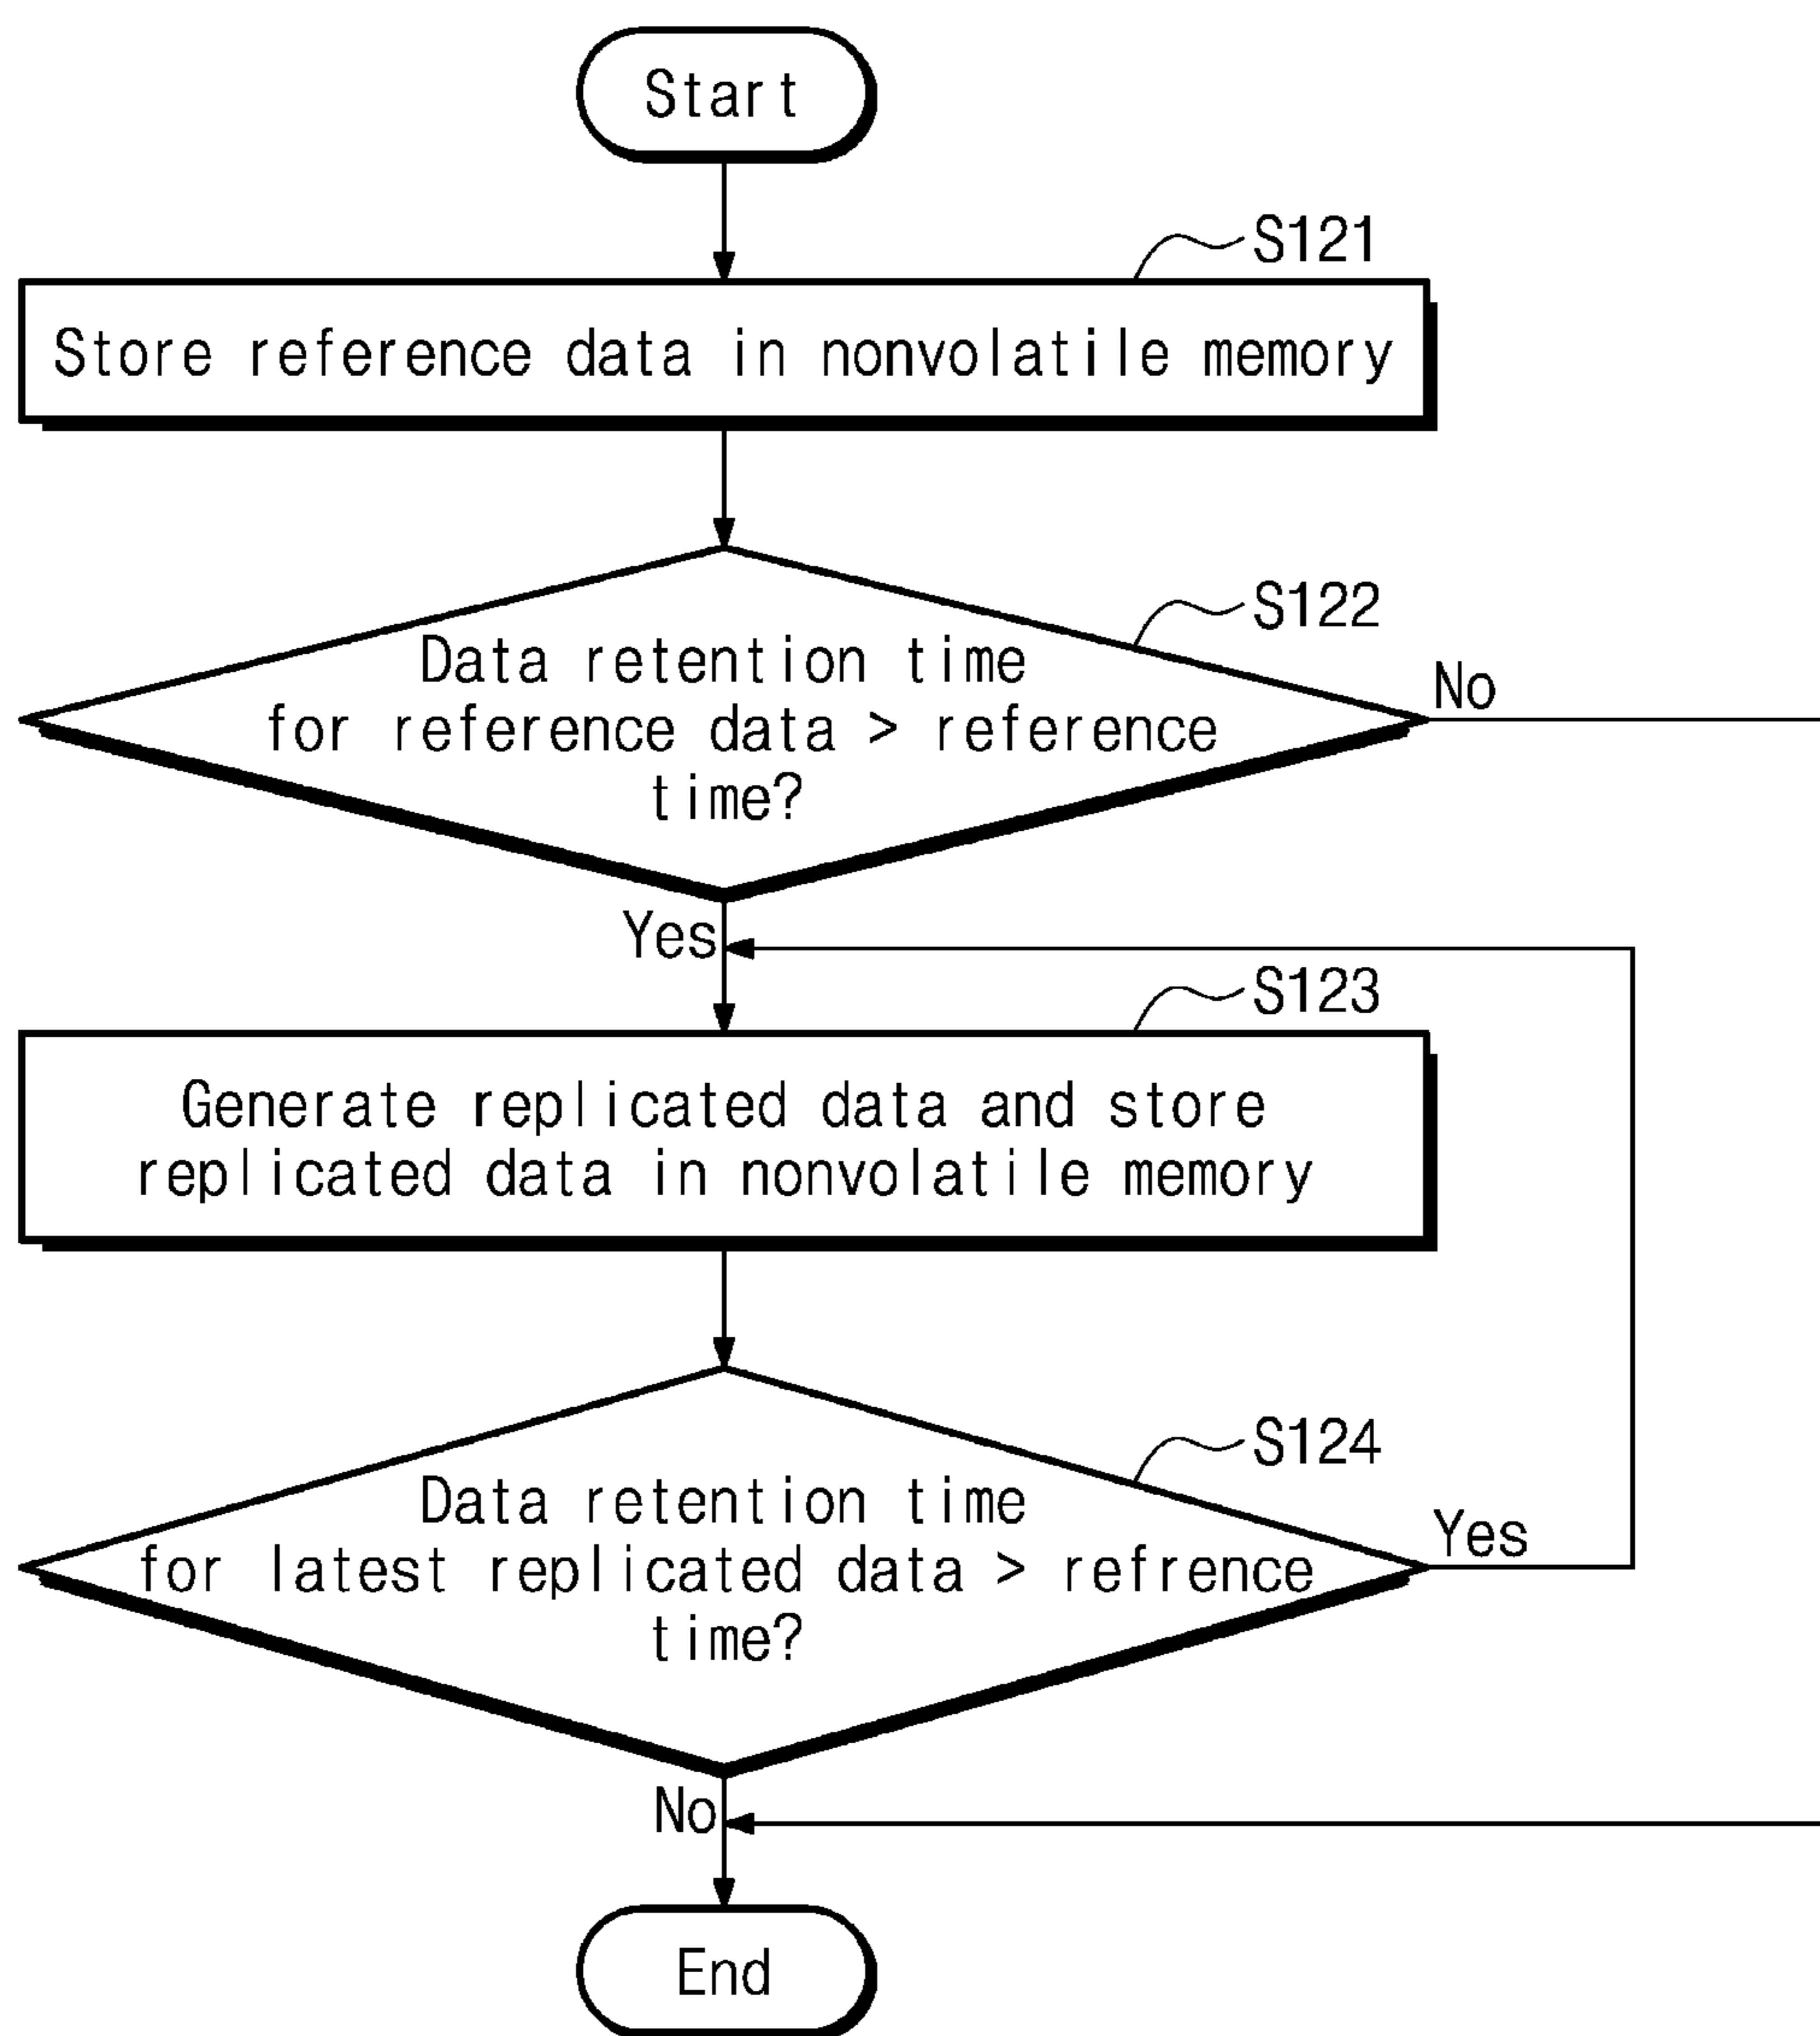 Start
S121
Store reference data in nonvolatile memory
S122
Data retention time
for reference data > reference
time?
No
Yes
S123
Generate replicated data and store
replicated data in nonvolatile memory
S124
Data retention time
for latest replicated data > refrence
time?
Yes
No
End